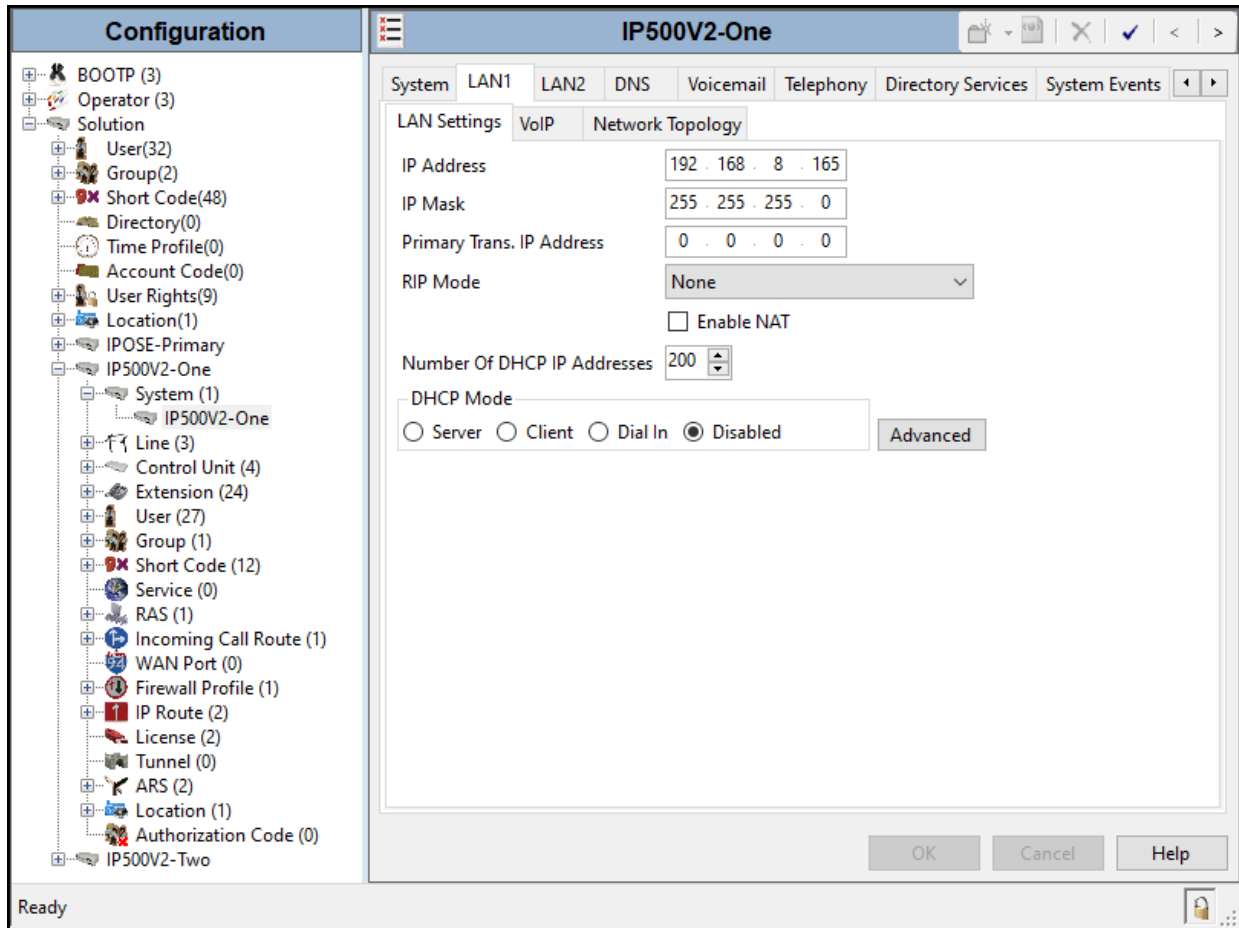 Configuration
BOOTP (3)
Operator (3)
Solution
User(32)
Group(2)
Short Code(48)
Directory(0)
Time Profile(0)
Account Code(0)
User Rights(9)
Location(1)
IPOSE-Primary
IP500V2-One
System (1)
IP500V2-One
Line (3)
Control Unit (4)
Extension (24)
User (27)
Group (1)
Short Code (12)
Service (0)
RAS (1)
Incoming Call Route (1)
WAN Port (0)
Firewall Profile (1)
IP Route (2)
License (2)
Tunnel (0)
ARS (2)
Location (1)
Authorization Code (0)
IP500V2-Two
IP500V2-One
System LAN1 LAN2 DNS Voicemail Telephony Directory Services System Events
LAN Settings VoIP Network Topology
IP Address 192 . 168 . 8 . 165
IP Mask 255 . 255 . 255 . 0
Primary Trans. IP Address 0 . 0 . 0 . 0
RIP Mode None
Enable NAT
Number Of DHCP IP Addresses 200
DHCP Mode
Server Client Dial In Disabled Advanced
OK Cancel Help
Ready